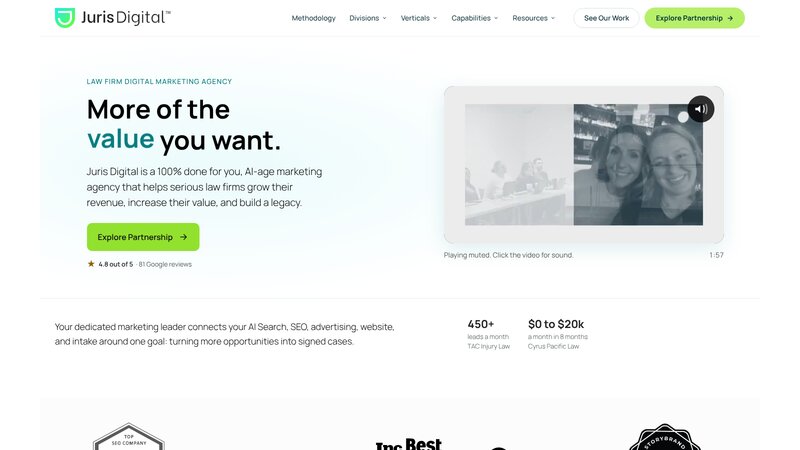 Juris Digital™
Methodology
Divisions
Verticals
Capabilities
Resources
See Our Work
Explore Partnership →
LAW FIRM DIGITAL MARKETING AGENCY
More of the
value you want.
Juris Digital is a 100% done for you, AI-age marketing
agency that helps serious law firms grow their
revenue, increase their value, and build a legacy.
Explore Partnership →
★ 4.8 out of 5 · 81 Google reviews
Playing muted. Click the video for sound.
1:57
Your dedicated marketing leader connects your AI Search, SEO, advertising, website,
and intake around one goal: turning more opportunities into signed cases.
450+
leads a month
TAC Injury Law
$0 to $20k
a month in 8 months
Cyrus Pacific Law
TOP
SEO COMPANY
Inc Best
STORYBRAND